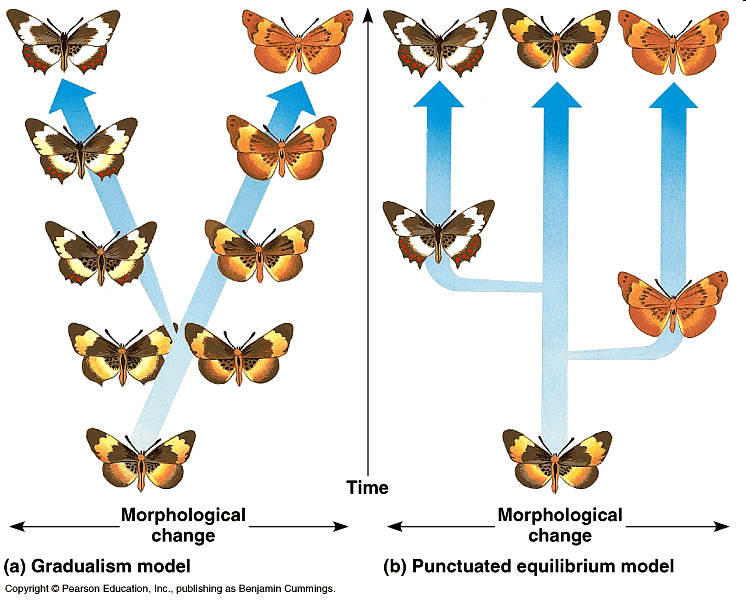 Time
Morphological
change
Morphological
change
(a) Gradualism model
(b) Punctuated equilibrium model
Copyright © Pearson Education, Inc., publishing as Benjamin Cummings.